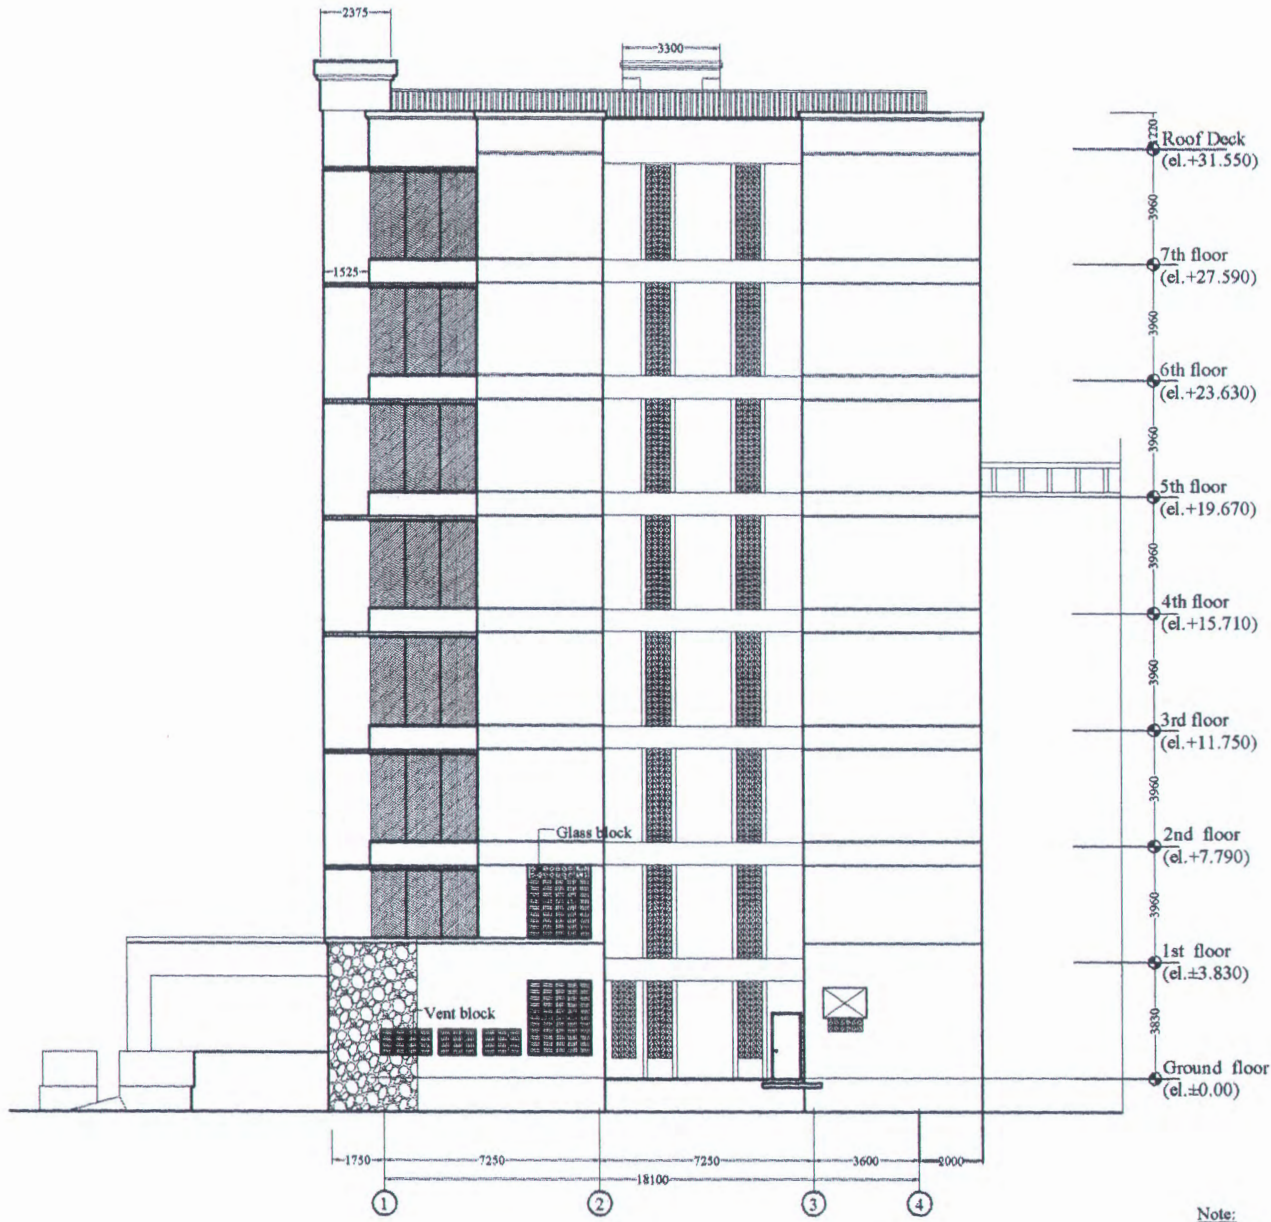 2375
3300
1220
Roof Deck
(el.+31.550)
3960
7th floor
(el.+27.590)
1525
3960
6th floor
(el.+23.630)
3960
5th floor
(el.+19.670)
3960
4th floor
(el.+15.710)
3960
3rd floor
(el.+11.750)
3960
Glass block
2nd floor
(el.+7.790)
3960
1st floor
(el.±3.830)
Vent block
3830
Ground floor
(el.±0.00)
1750 7250 7250 3600 2000
18100
1 2 3 4
Note: